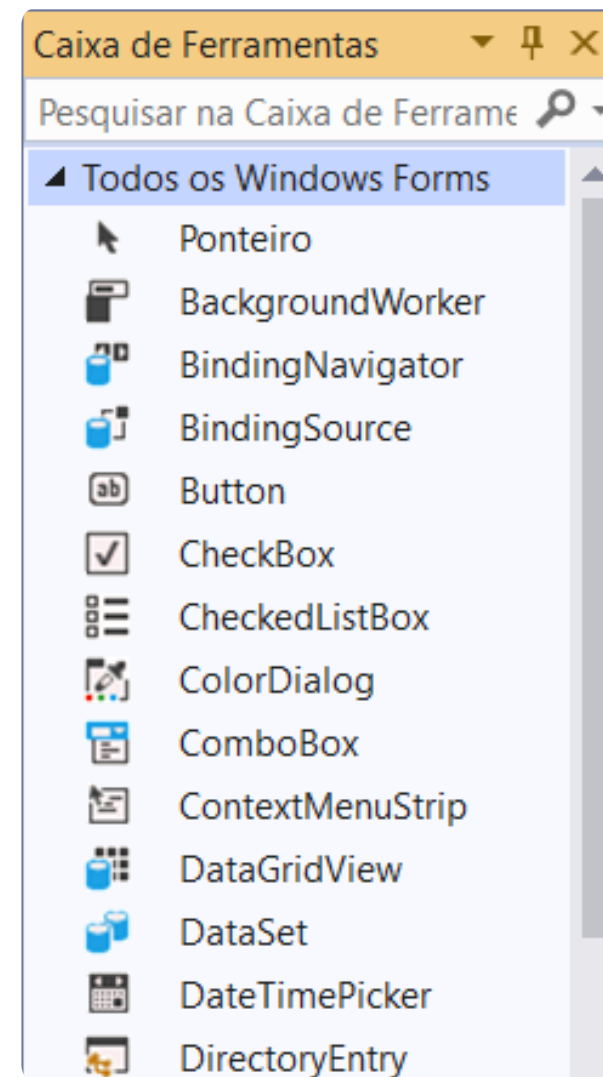 Caixa de Ferramentas
Pesquisar na Caixa de Ferrame
Todos os Windows Forms
Ponteiro
BackgroundWorker
BindingNavigator
BindingSource
ab Button
CheckBox
CheckedListBox
ColorDialog
ComboBox
ContextMenuStrip
DataGridView
DataSet
DateTimePicker
DirectoryEntry